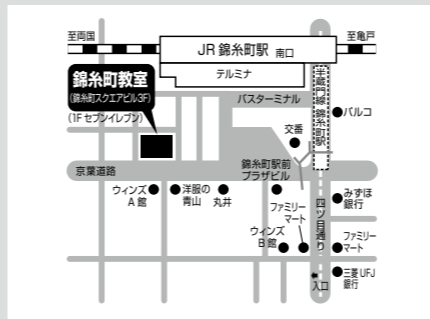 至両国
JR 錦糸町駅 南口
至亀戸
テルミナ
錦糸町教室
(錦糸町スクエアビル3F)
(1F セブンイレブン)
バスターミナル
半蔵門線 錦糸町駅
パルコ
交番
京葉道路
錦糸町駅前
プラザビル
ウィンズ
A 館
洋服の
青山
丸井
ファミリー
マート
四ツ目通り
みずほ
銀行
ウィンズ
B 館
ファミリー
マート
入口
三菱 UFJ
銀行